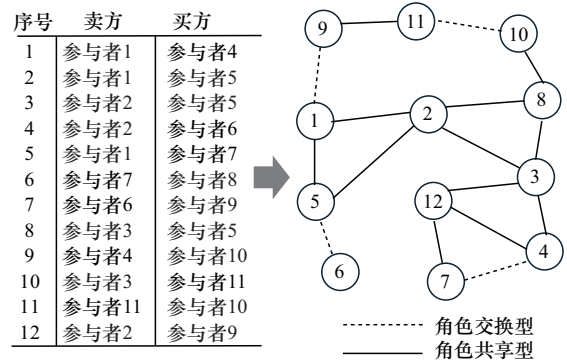 序号 卖方 买方
1 参与者1 参与者4
2 参与者1 参与者5
3 参与者2 参与者5
4 参与者2 参与者6
5 参与者1 参与者7
6 参与者7 参与者8
7 参与者6 参与者9
8 参与者3 参与者5
9 参与者4 参与者10
10 参与者3 参与者11
11 参与者11 参与者10
12 参与者2 参与者9
9 11 10
8
1 2
3
5 12
4
6 7
角色交换型
角色共享型